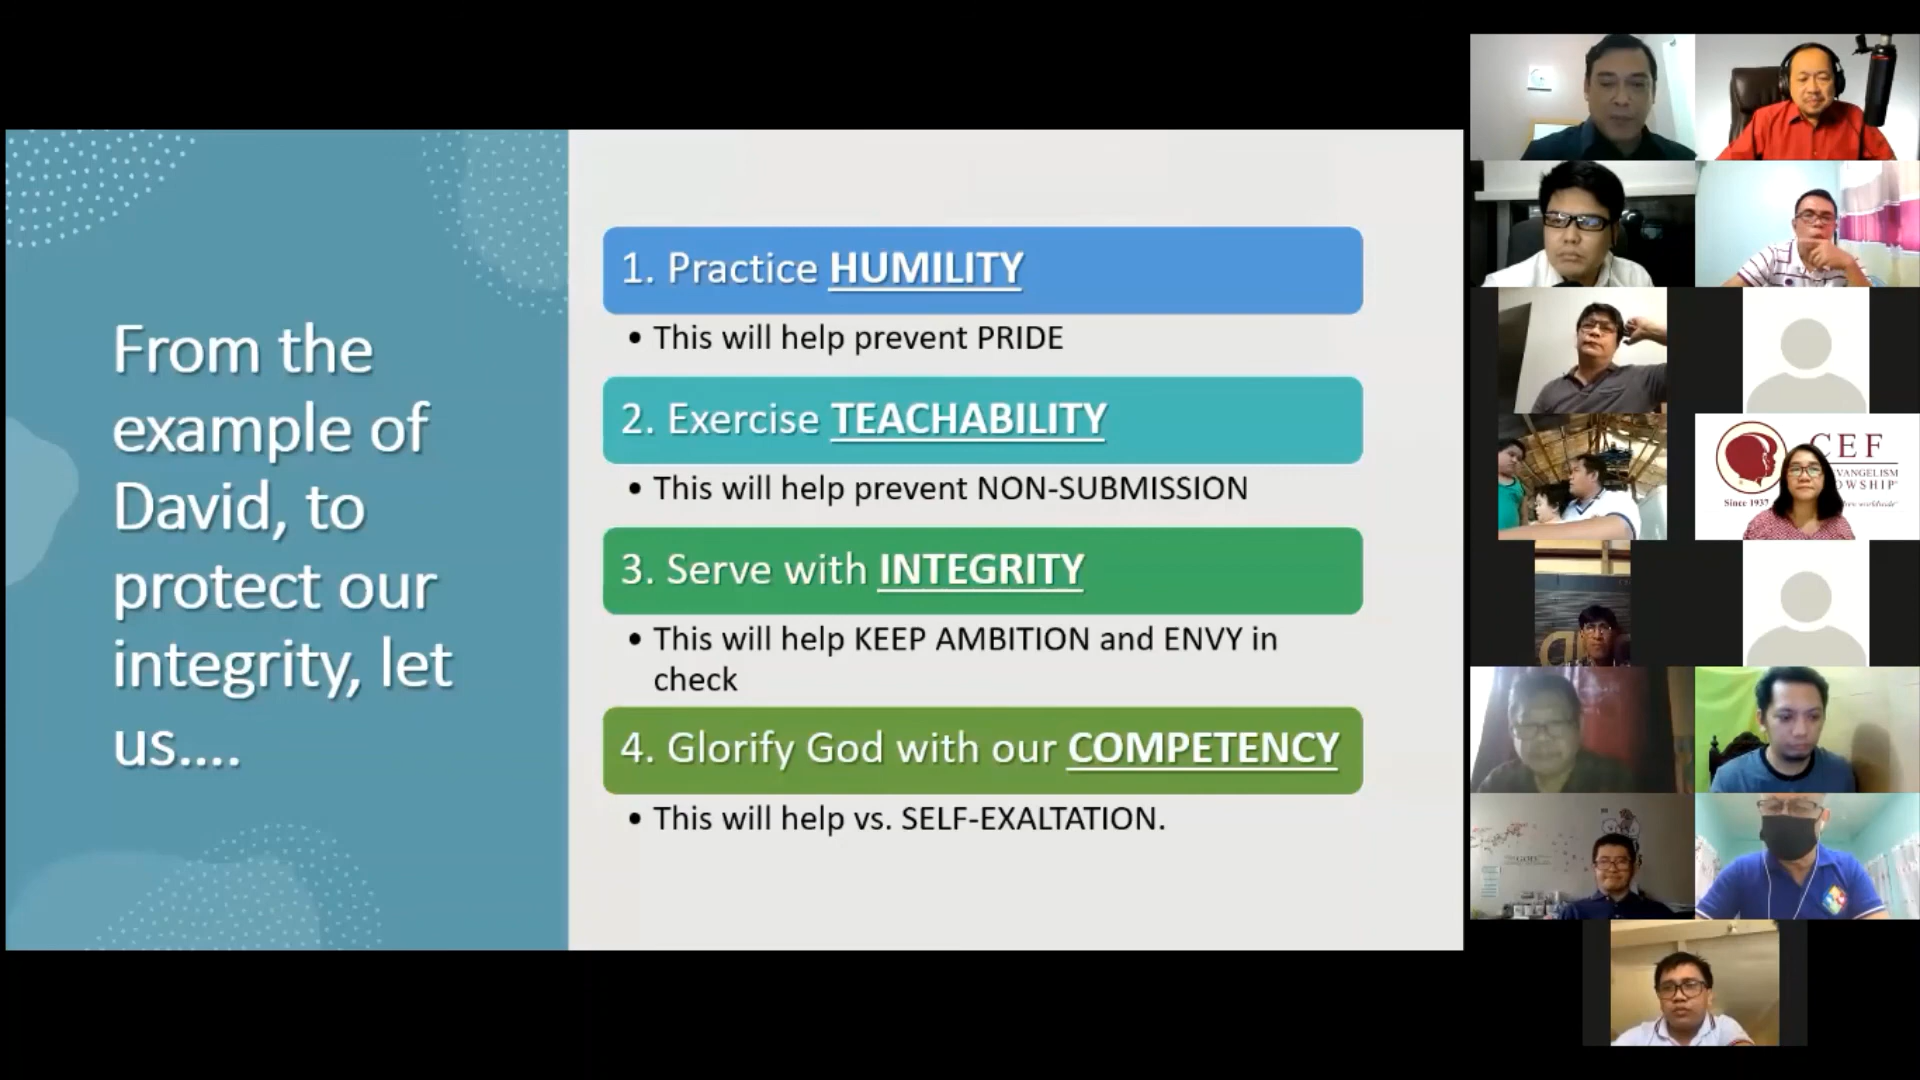 From the
example of
David, to
protect our
integrity, let
us....
1. Practice HUMILITY
• This will help prevent PRIDE
2. Exercise TEACHABILITY
• This will help prevent NON-SUBMISSION
3. Serve with INTEGRITY
• This will help KEEP AMBITION and ENVY in
check
4. Glorify God with our COMPETENCY
• This will help vs. SELF-EXALTATION.
CEF
Since 1937